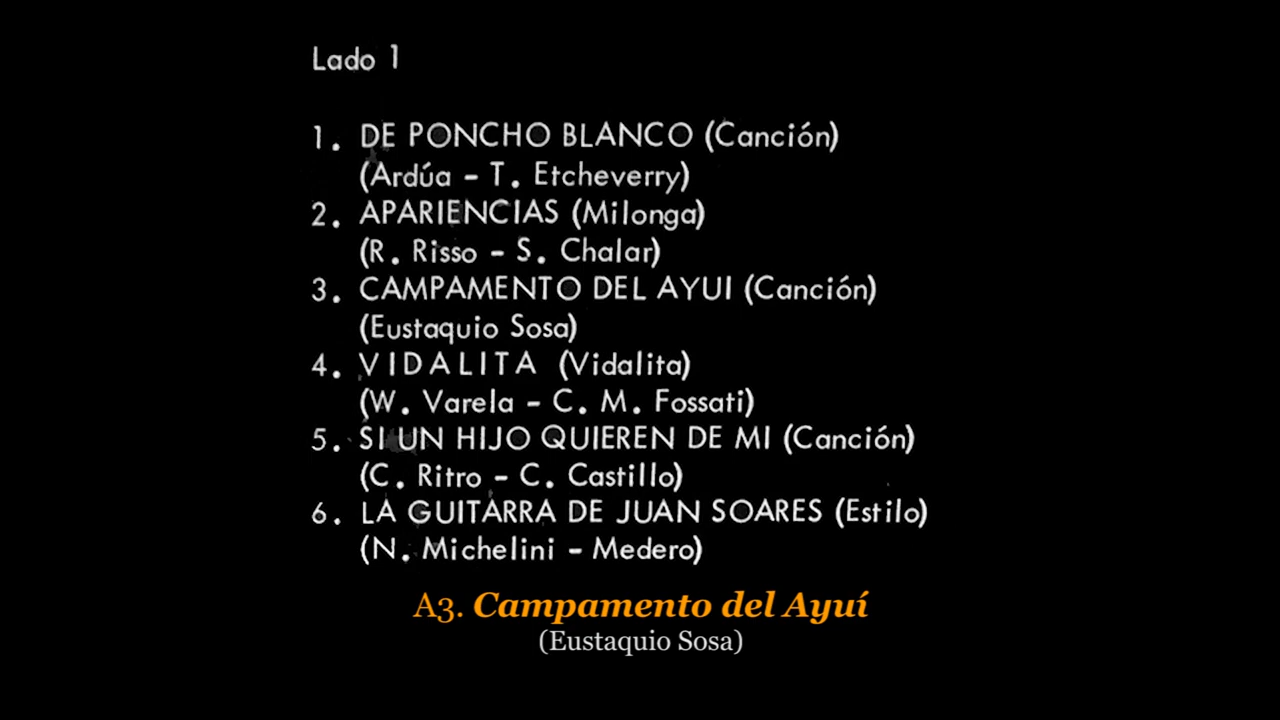 Lado 1
1. DE PONCHO BLANCO (Canción)
(Ardúa - T. Etcheverry)
2. APARIENCIAS (Milonga)
(R. Risso - S. Chalar)
3. CAMPAMENTO DEL AYUI (Canción)
(Eustaquio Sosa)
4. VIDALITA (Vidalita)
(W. Varela - C. M. Fossati)
5. SI UN HIJO QUIEREN DE MI (Canción)
(C. Ritro - C. Castillo)
6. LA GUITARRA DE JUAN SOARES (Estilo)
(N. Michelini - Medero)
A3. Campamento del Ayuí
(Eustaquio Sosa)